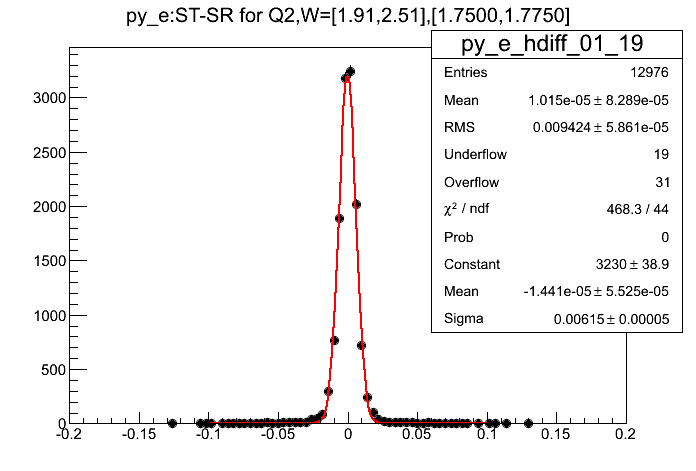 py_e:ST-SR for Q2,W=[1.91,2.51],[1.7500,1.7750]
py_e_hdiff_01_19
Entries 12976
Mean 1.015e-05 ± 8.289e-05
RMS 0.009424 ± 5.861e-05
Underflow 19
Overflow 31
χ² / ndf 468.3 / 44
Prob 0
Constant 3230 ± 38.9
Mean -1.441e-05 ± 5.525e-05
Sigma 0.00615 ± 0.00005
3000
2500
2000
1500
1000
500
0
-0.2 -0.15 -0.1 -0.05 0 0.05 0.1 0.15 0.2